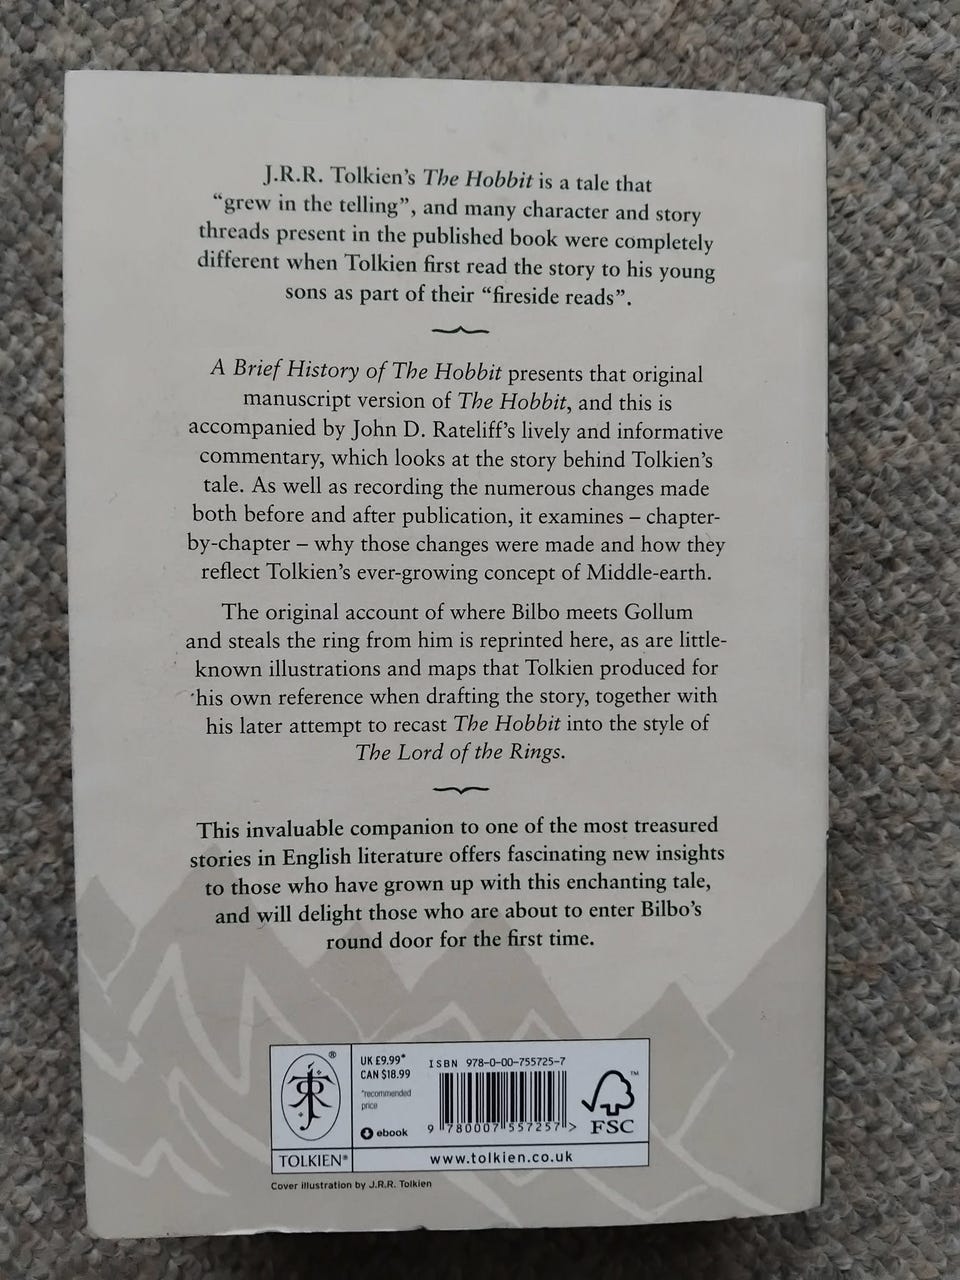 J.R.R. Tolkien's The Hobbit is a tale that
“grew in the telling”, and many character and story
threads present in the published book were completely
different when Tolkien first read the story to his young
sons as part of their “fireside reads”.
A Brief History of The Hobbit presents that original
manuscript version of The Hobbit, and this is
accompanied by John D. Rateliff's lively and informative
commentary, which looks at the story behind Tolkien's
tale. As well as recording the numerous changes made
both before and after publication, it examines – chapter-
by-chapter – why those changes were made and how they
reflect Tolkien's ever-growing concept of Middle-earth.
The original account of where Bilbo meets Gollum
and steals the ring from him is reprinted here, as are little-
known illustrations and maps that Tolkien produced for
his own reference when drafting the story, together with
his later attempt to recast The Hobbit into the style of
The Lord of the Rings.
This invaluable companion to one of the most treasured
stories in English literature offers fascinating new insights
to those who have grown up with this enchanting tale,
and will delight those who are about to enter Bilbo's
round door for the first time.
®
TOLKIEN®
UK £9.99*
CAN $18.99
*recommended
price
ebook
ISBN 978-0-00-755725-7
9 780007 557257 >
™
FSC
www.tolkien.co.uk
Cover illustration by J.R.R. Tolkien